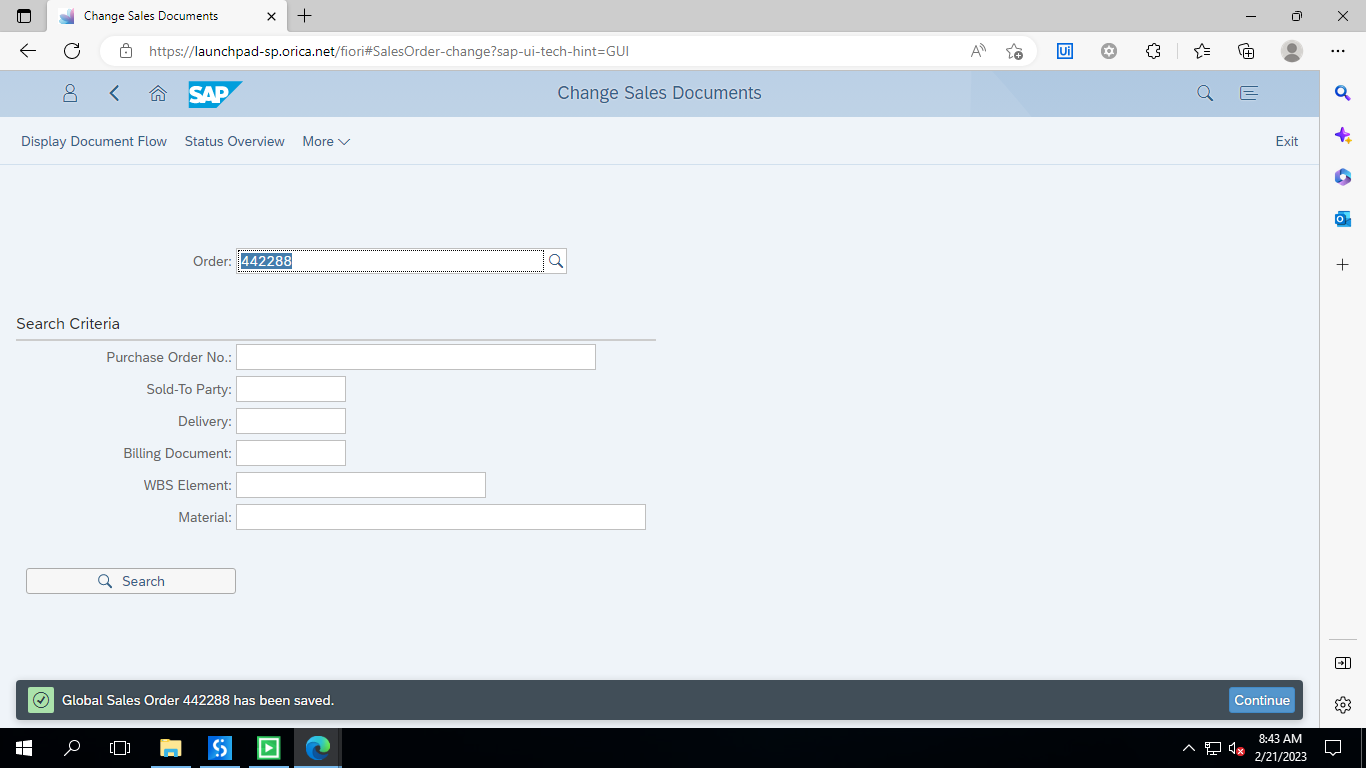 Change Sales Documents
https://launchpad-sp.orica.net/fiori#SalesOrder-change?sap-ui-tech-hint=GUI
SAP
Change Sales Documents
Display Document Flow Status Overview More Exit
Order: 442288
Search Criteria
Purchase Order No.:
Sold-To Party:
Delivery:
Billing Document:
WBS Element:
Material:
Search
Global Sales Order 442288 has been saved. Continue
8:43 AM
2/21/2023